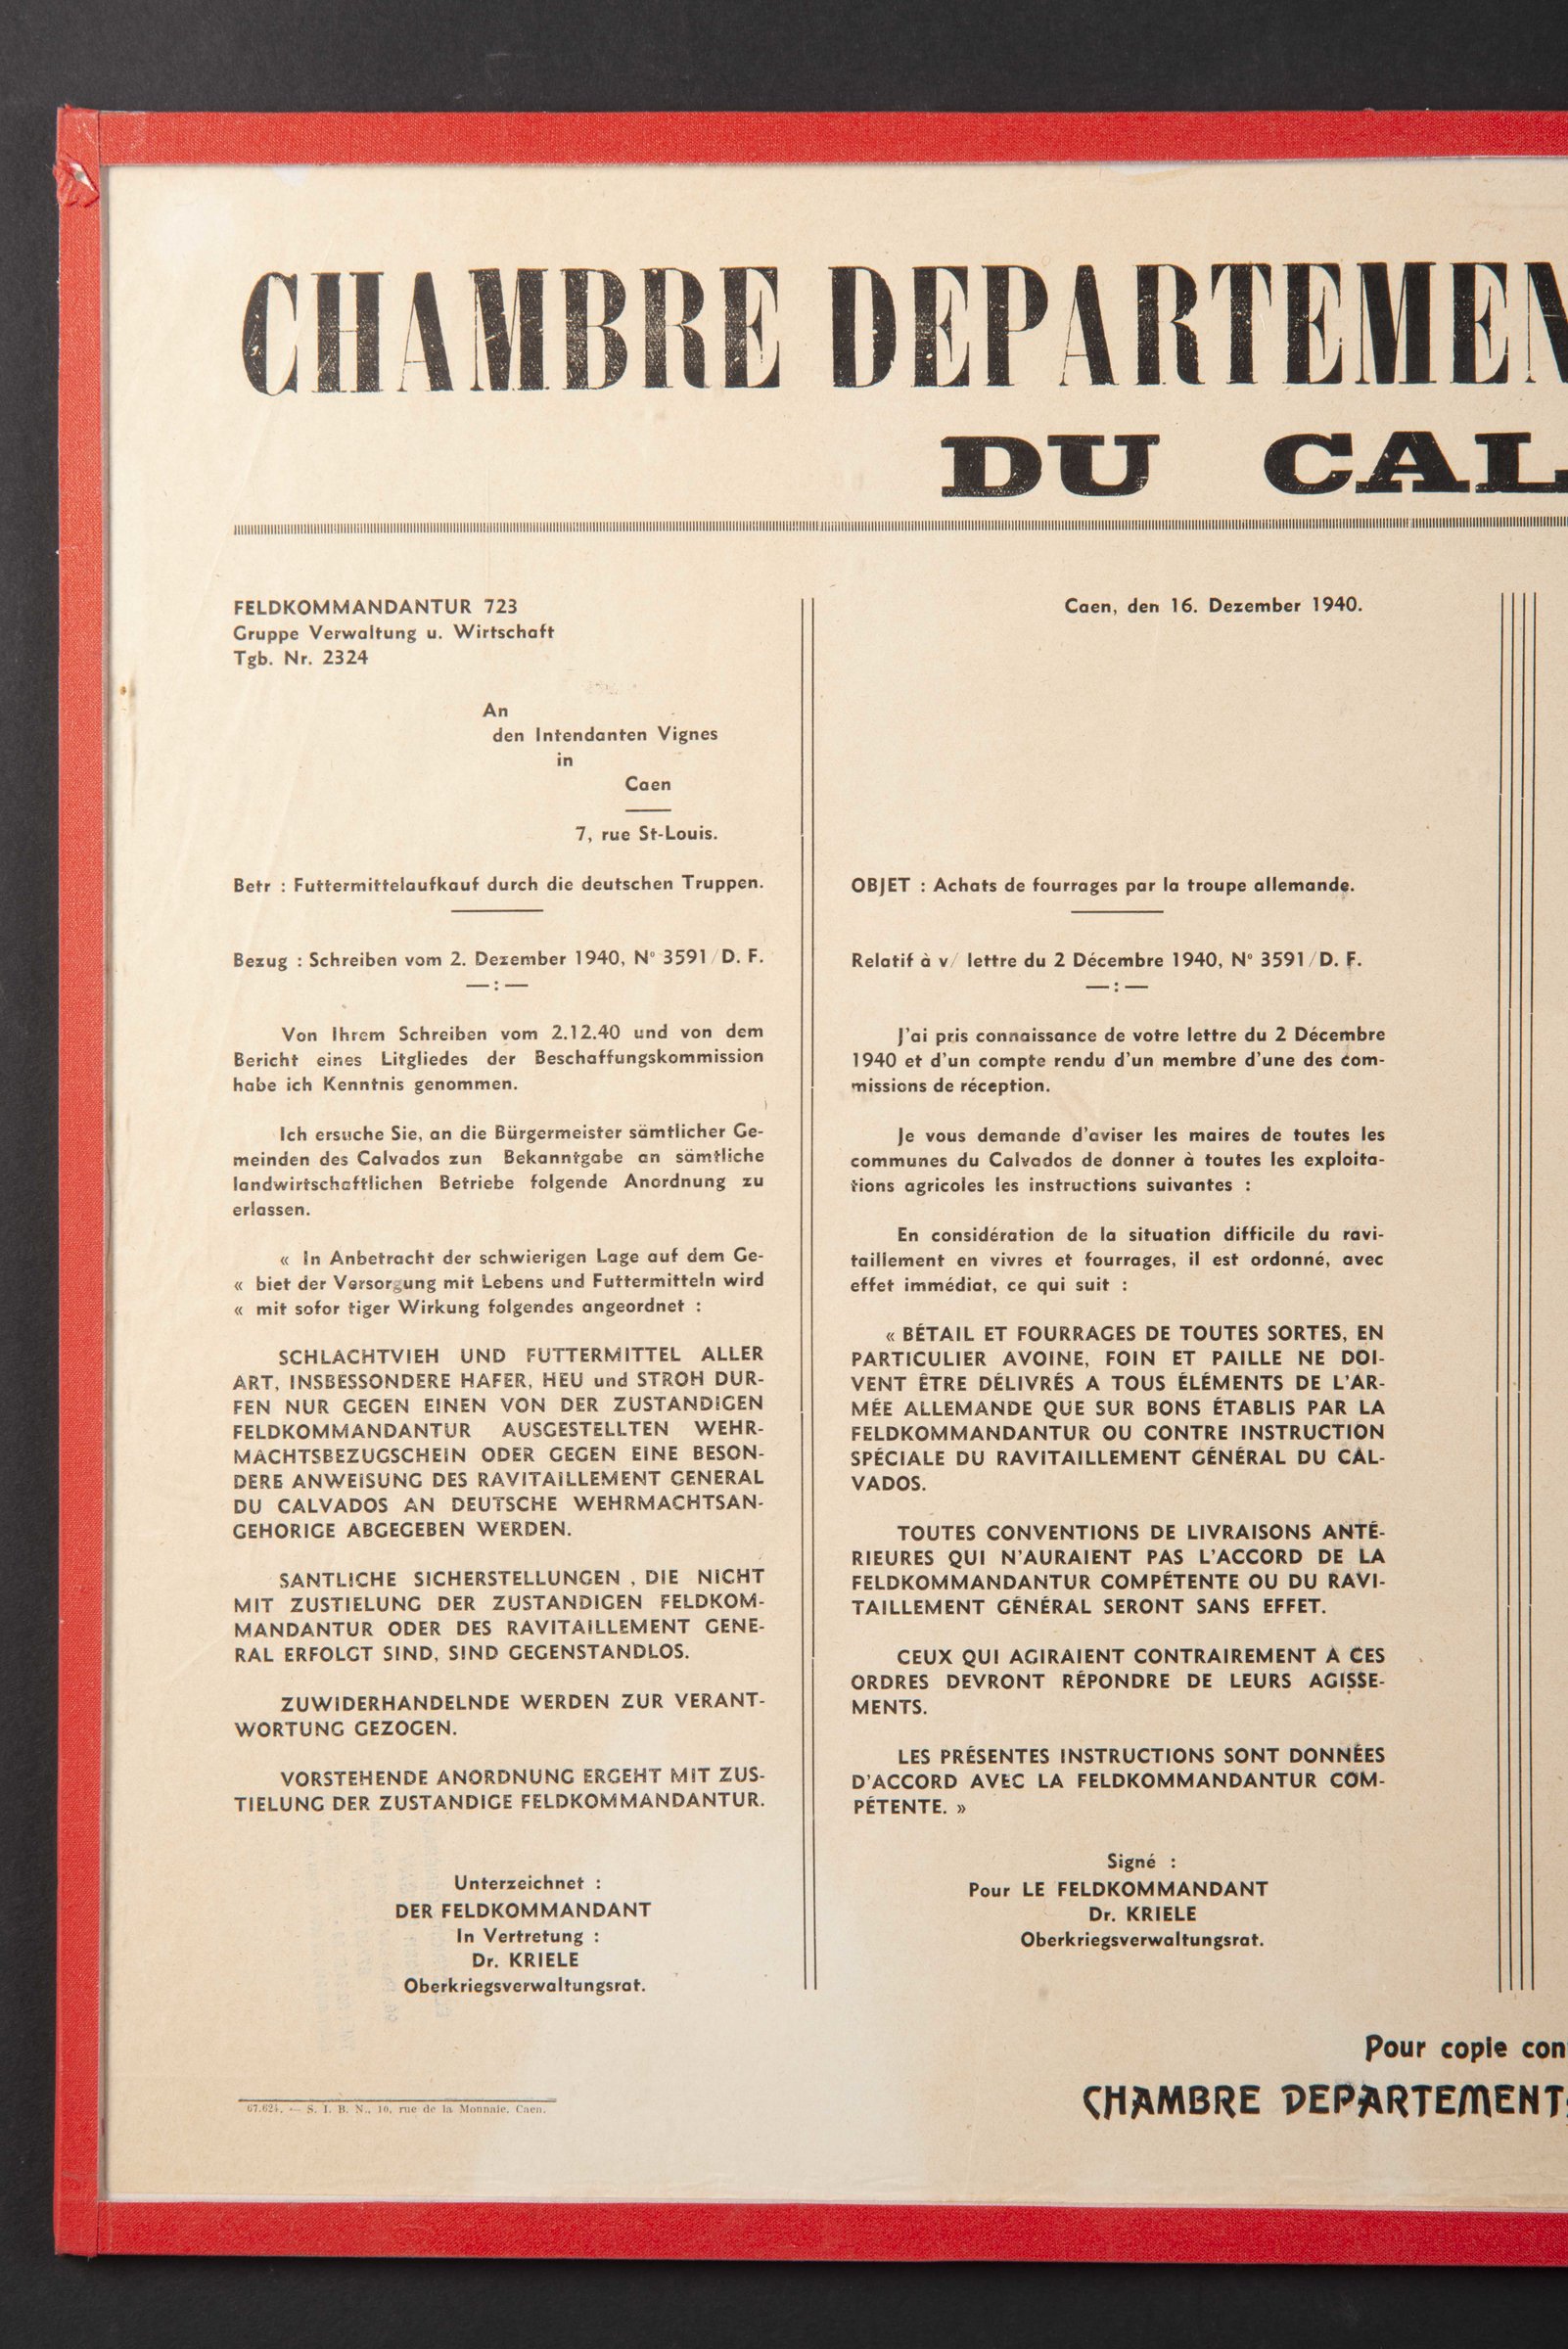 CHAMBRE DEPARTEMEN
DU CAL
FELDKOMMANDANTUR 723
Gruppe Verwaltung u. Wirtschaft
Tgb. Nr. 2324
An
den Intendanten Vignes
in
Caen
7, rue St-Louis.
Betr : Futtermittelaufkauf durch die deutschen Truppen.
Bezug : Schreiben vom 2. Dezember 1940, N° 3591/D. F.
—:—
Von Ihrem Schreiben vom 2.12.40 und von dem
Bericht eines Litgliedes der Beschaffungskommission
habe ich Kenntnis genommen.
Ich ersuche Sie, an die Bürgermeister sämtlicher Ge-
meinden des Calvados zun Bekanntgabe an sämtliche
landwirtschaftlichen Betriebe folgende Anordnung zu
erlassen.
« In Anbetracht der schwierigen Lage auf dem Ge-
« biet der Versorgung mit Lebens und Futtermitteln wird
« mit sofor tiger Wirkung folgendes angeordnet :
SCHLACHTVIEH UND FUTTERMITTEL ALLER
ART, INSBESSONDERE HAFER, HEU und STROH DUR-
FEN NUR GEGEN EINEN VON DER ZUSTANDIGEN
FELDKOMMANDANTUR AUSGESTELLTEN WEHR-
MACHTSBEZUGSCHEIN ODER GEGEN EINE BESON-
DERE ANWEISUNG DES RAVITAILLEMENT GENERAL
DU CALVADOS AN DEUTSCHE WEHRMACHTSAN-
GEHORIGE ABGEGEBEN WERDEN.
SANTLICHE SICHERSTELLUNGEN , DIE NICHT
MIT ZUSTIELUNG DER ZUSTANDIGEN FELDKOM-
MANDANTUR ODER DES RAVITAILLEMENT GENE-
RAL ERFOLGT SIND, SIND GEGENSTANDLOS.
ZUWIDERHANDELNDE WERDEN ZUR VERANT-
WORTUNG GEZOGEN.
VORSTEHENDE ANORDNUNG ERGEHT MIT ZUS-
TIELUNG DER ZUSTANDIGE FELDKOMMANDANTUR.
Unterzeichnet :
DER FELDKOMMANDANT
In Vertretung :
Dr. KRIELE
Oberkriegsverwaltungsrat.
67.624. — S. I. B. N., 10, rue de la Monnaie. Caen.
Caen, den 16. Dezember 1940.
OBJET : Achats de fourrages par la troupe allemande.
Relatif à v/ lettre du 2 Décembre 1940, N° 3591/D. F.
—:—
J'ai pris connaissance de votre lettre du 2 Décembre
1940 et d'un compte rendu d'un membre d'une des com-
missions de réception.
Je vous demande d'aviser les maires de toutes les
communes du Calvados de donner à toutes les exploita-
tions agricoles les instructions suivantes :
En considération de la situation difficile du ravi-
taillement en vivres et fourrages, il est ordonné, avec
effet immédiat, ce qui suit :
« BÉTAIL ET FOURRAGES DE TOUTES SORTES, EN
PARTICULIER AVOINE, FOIN ET PAILLE NE DOI-
VENT ÊTRE DÉLIVRÉS A TOUS ÉLÉMENTS DE L'AR-
MÉE ALLEMANDE QUE SUR BONS ÉTABLIS PAR LA
FELDKOMMANDANTUR OU CONTRE INSTRUCTION
SPÉCIALE DU RAVITAILLEMENT GÉNÉRAL DU CAL-
VADOS.
TOUTES CONVENTIONS DE LIVRAISONS ANTÉ-
RIEURES QUI N'AURAIENT PAS L'ACCORD DE LA
FELDKOMMANDANTUR COMPÉTENTE OU DU RAVI-
TAILLEMENT GÉNÉRAL SERONT SANS EFFET.
CEUX QUI AGIRAIENT CONTRAIREMENT A CES
ORDRES DEVRONT RÉPONDRE DE LEURS AGISSE-
MENTS.
LES PRÉSENTES INSTRUCTIONS SONT DONNÉES
D'ACCORD AVEC LA FELDKOMMANDANTUR COM-
PÉTENTE. »
Signé :
Pour LE FELDKOMMANDANT
Dr. KRIELE
Oberkriegsverwaltungsrat.
Pour copie con
CHAMBRE DEPARTEMENT